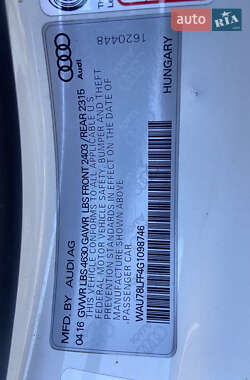 auto.ria.com
1620448
Audi
HUNGARY
MFD. BY AUDI AG
04.16 GVWR LBS 4630 GAWR LBS FRONT 2403 / REAR 2315
THIS VEHICLE CONFORMS TO ALL APPLICABLE U S
FEDERAL MOTOR VEHICLE SAFETY, BUMPER AND THEFT
PREVENTION STANDARDS IN EFFECT ON THE DATE OF
MANUFACTURE SHOWN ABOVE
PASSENGER CAR
WAU78LFF4G1098746